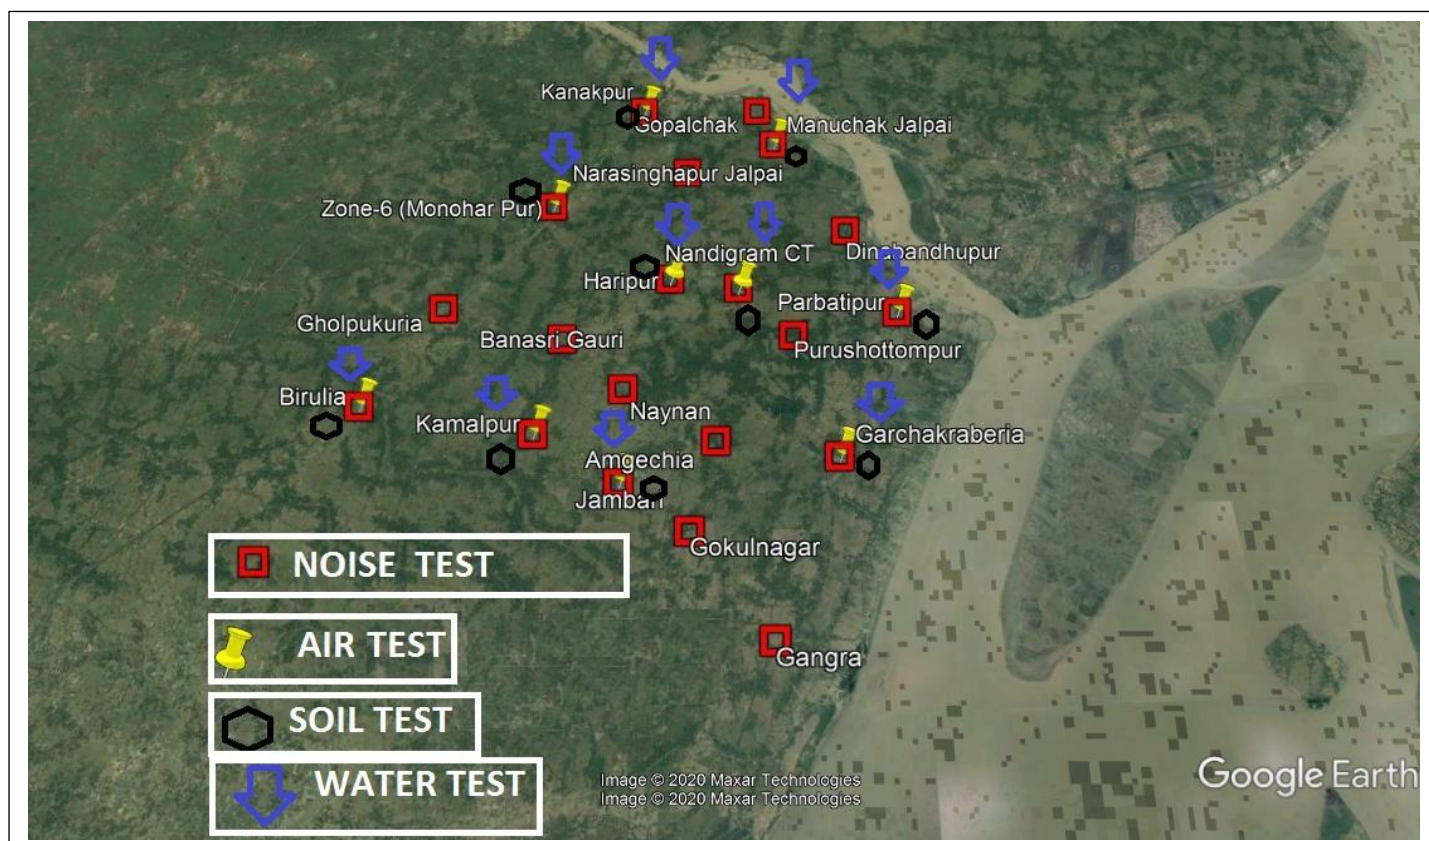 Kanakpur
Gopalchak
Manuchak Jalpai
Narasinghapur Jalpai
Zone-6 (Monohar Pur)
Nandigram CT
Dinabandhupur
Haripur
Parbatipur
Gholpukuria
Banasri Gauri
Purushottompur
Birulia
Naynan
Kamalpur
Garchakraberia
Amgechia
Jambari
Gokulnagar
NOISE TEST
AIR TEST
Gangra
SOIL TEST
WATER TEST
Image © 2020 Maxar Technologies
Image © 2020 Maxar Technologies
Google Earth